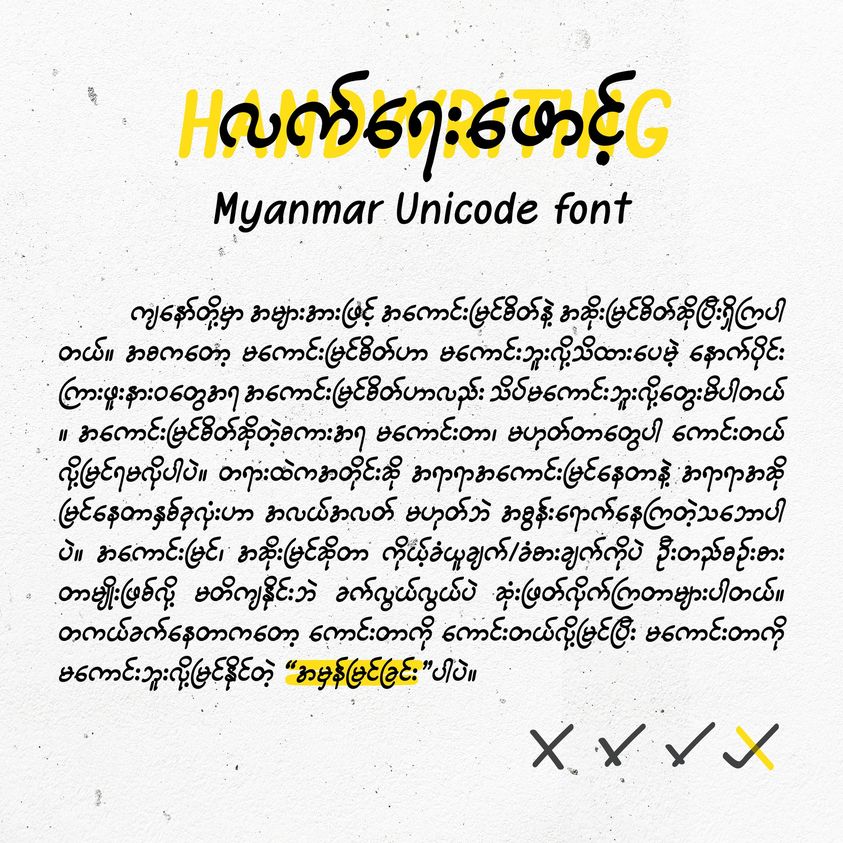 HANDWRITING
လက်ရေးဖောင့်
Myanmar Unicode font
ကျနော်တို့မှာ အများအားဖြင့် အကောင်းမြင်စိတ်နဲ့ အဆိုးမြင်စိတ်ဆိုပြီးရှိကြပါ
တယ်။ အစကတော့ မကောင်းမြင်စိတ်ဟာ မကောင်းဘူးလို့သိထားပေမဲ့ နောက်ပိုင်း
ကြားဖူးနားဝတွေအရ အကောင်းမြင်စိတ်ဟာလည်း သိပ်မကောင်းဘူးလို့တွေးမိပါတယ်
။ အကောင်းမြင်စိတ်ဆိုတဲ့စကားအရ မကောင်းတာ၊ မဟုတ်တာတွေပါ ကောင်းတယ်
လို့မြင်ရမလိုပါပဲ။ တရားထဲကအတိုင်းဆို အရာရာအကောင်းမြင်နေတာနဲ့ အရာရာအဆို
မြင်နေတာနှစ်ခုလုံးဟာ အလယ်အလတ် မဟုတ်ဘဲ အစွန်းရောက်နေကြတဲ့သဘောပါ
ပဲ။ အကောင်းမြင်၊ အဆိုးမြင်ဆိုတာ ကိုယ့်ခံယူချက်/ခံစားချက်ကိုပဲ ဦးတည်စဉ်းစား
တာမျိုးဖြစ်လို့ မတိကျနိုင်းဘဲ ခက်လွယ်လွယ်ပဲ ဆုံးဖြတ်လိုက်ကြတာများပါတယ်။
တကယ်ခက်နေတာကတော့ ကောင်းတာကို ကောင်းတယ်လို့မြင်ပြီး မကောင်းတာကို
မကောင်းဘူးလို့မြင်နိုင်တဲ့ “အမှန်မြင်ခြင်း”ပါပဲ။